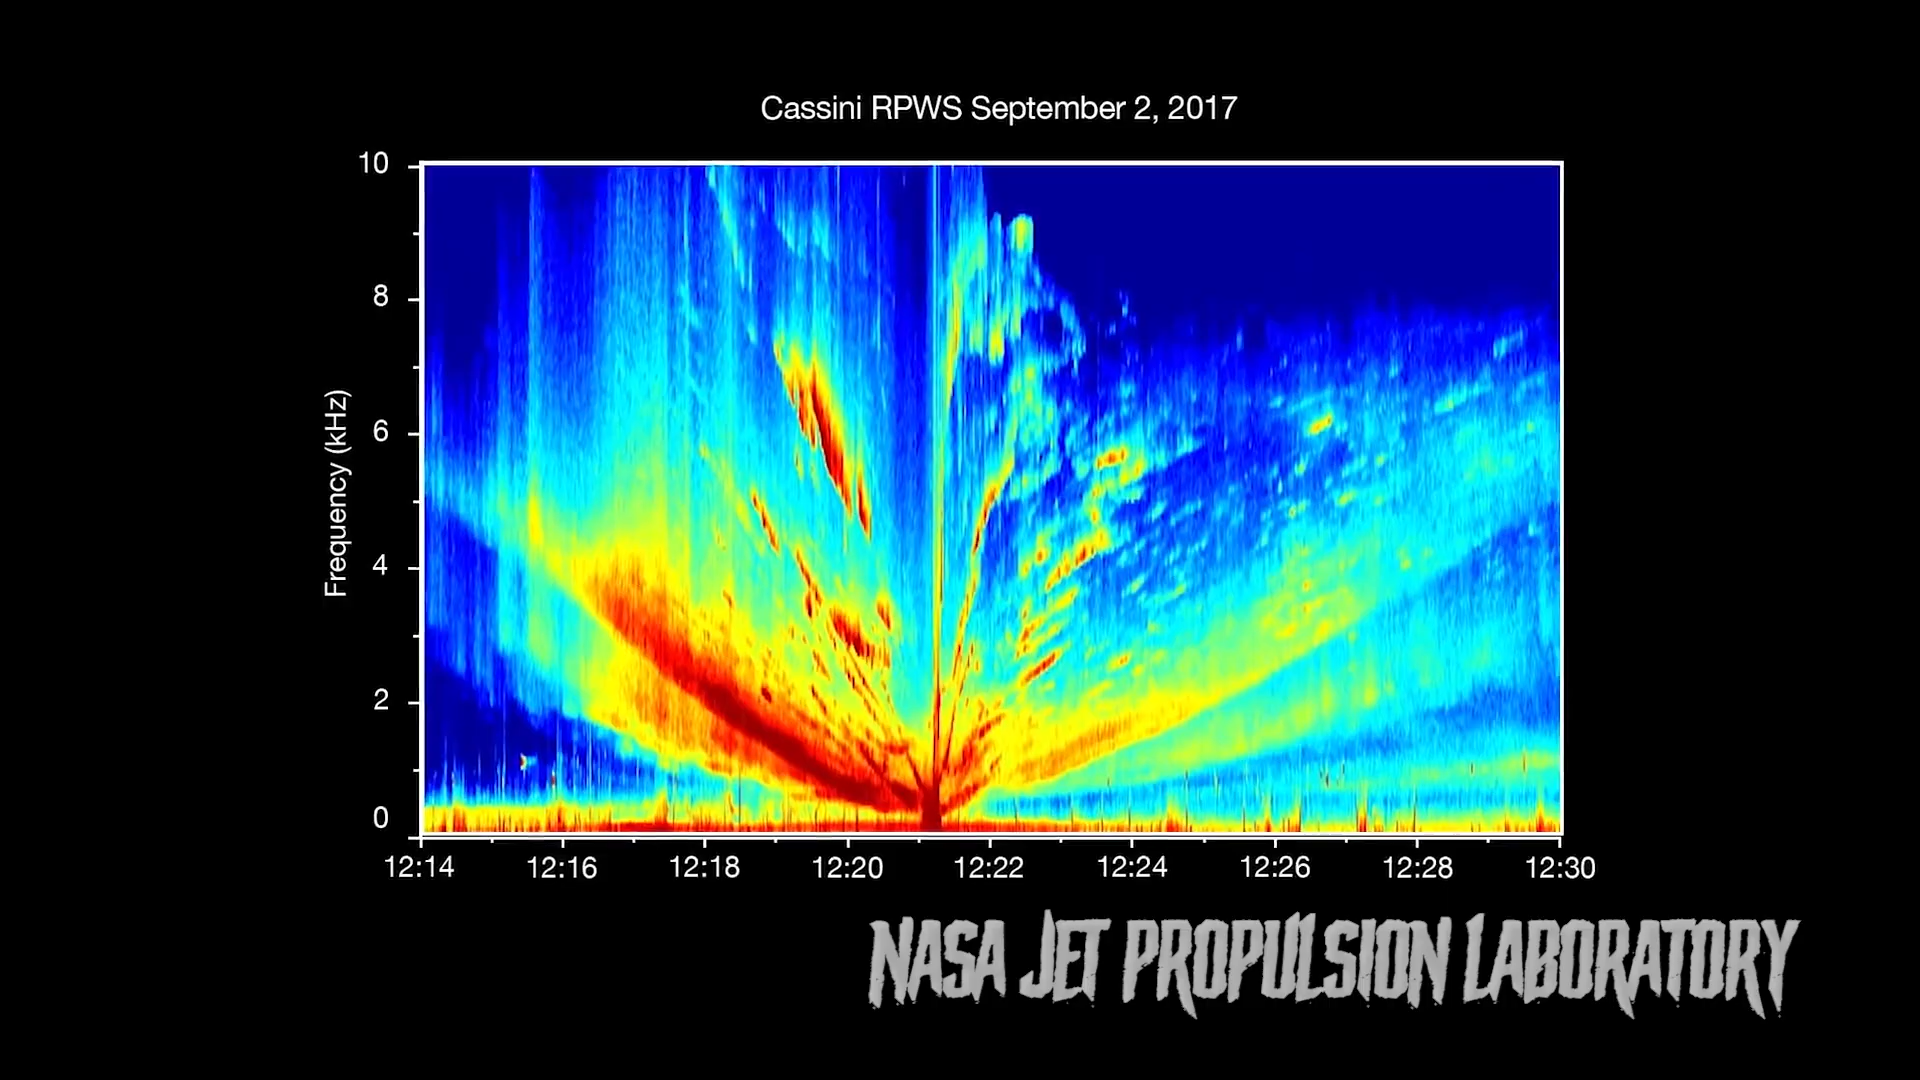 Cassini RPWS September 2, 2017
10
8
6
4
2
0
Frequency (kHz)
12:14 12:16 12:18 12:20 12:22 12:24 12:26 12:28 12:30
NASA JET PROPULSION LABORATORY